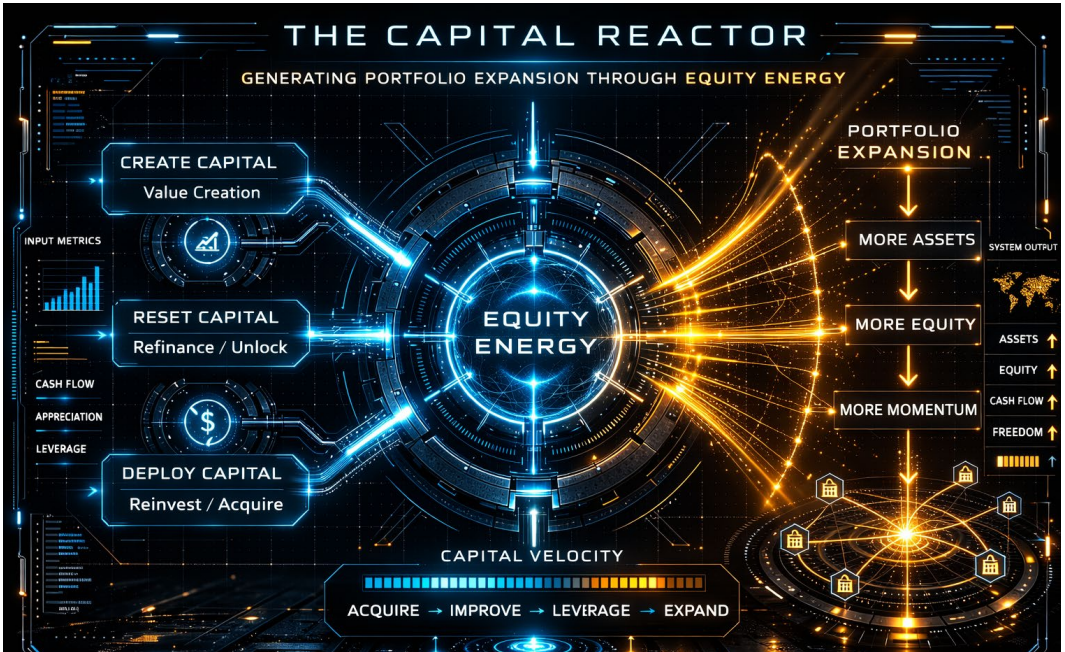 THE CAPITAL REACTOR
GENERATING PORTFOLIO EXPANSION THROUGH EQUITY ENERGY
CREATE CAPITAL
Value Creation
INPUT METRICS
RESET CAPITAL
Refinance / Unlock
CASH FLOW
APPRECIATION
LEVERAGE
DEPLOY CAPITAL
Reinvest / Acquire
EQUITY
ENERGY
$
PORTFOLIO
EXPANSION
MORE ASSETS
MORE EQUITY
MORE MOMENTUM
SYSTEM OUTPUT
ASSETS ↑
EQUITY ↑
CASH FLOW ↑
FREEDOM ↑
↑
CAPITAL VELOCITY
ACQUIRE → IMPROVE → LEVERAGE → EXPAND